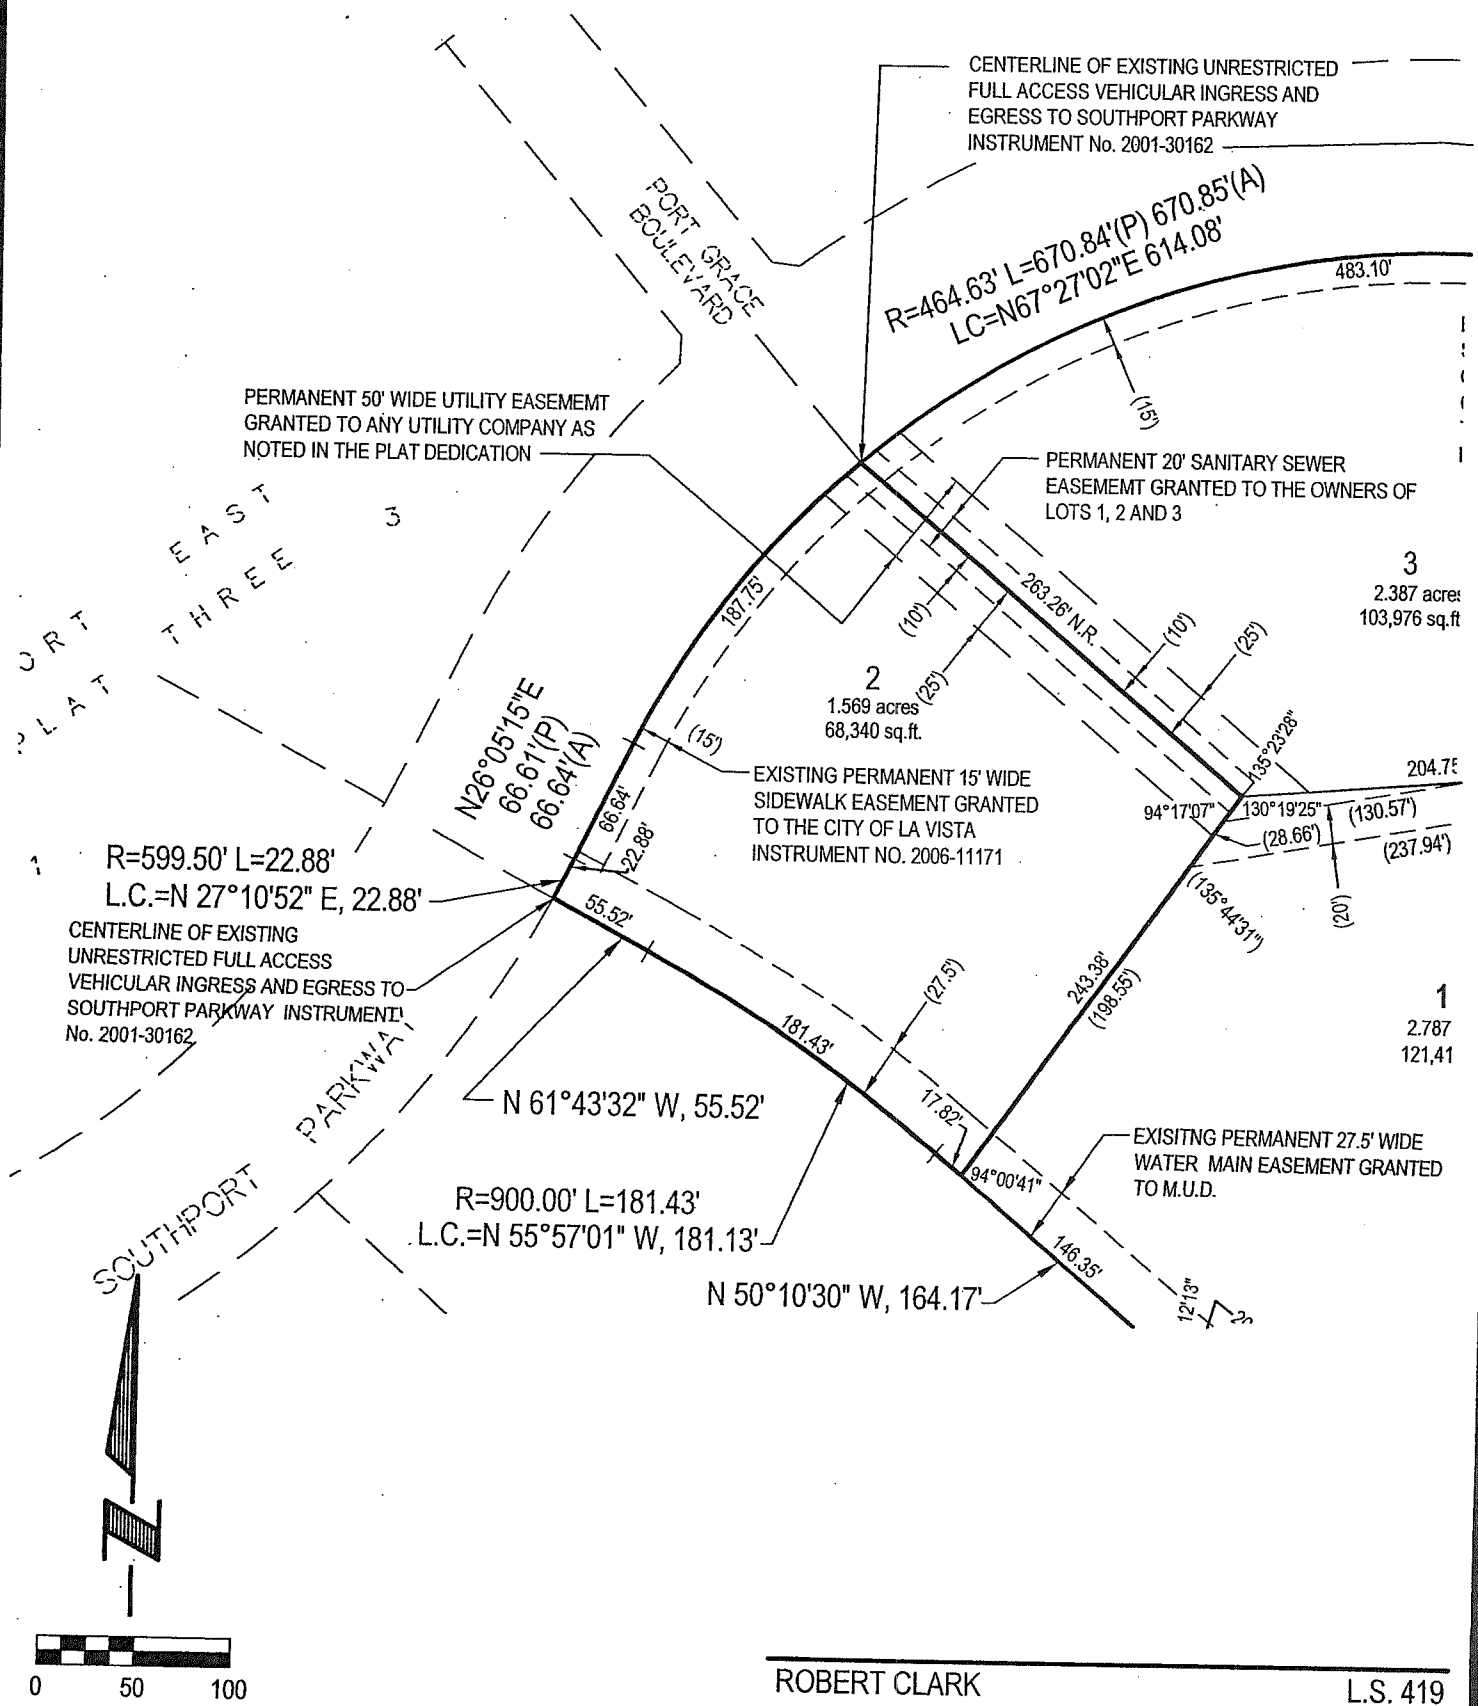 CENTERLINE OF EXISTING UNRESTRICTED
FULL ACCESS VEHICULAR INGRESS AND
EGRESS TO SOUTHPORT PARKWAY
INSTRUMENT No. 2001-30162
PORT GRACE
BOULEVARD
R=464.63' L=670.84'(P) 670.85'(A)
LC=N67°27'02"E 614.08'
483.10'
(15')
PERMANENT 50' WIDE UTILITY EASEMEMT
GRANTED TO ANY UTILITY COMPANY AS
NOTED IN THE PLAT DEDICATION
PERMANENT 20' SANITARY SEWER
EASEMEMT GRANTED TO THE OWNERS OF
LOTS 1, 2 AND 3
EAST
3
ORT
THREE
PLAT
187.75'
(10')
263.26' N.R.
(10')
(25')
(25')
3
2.387 acres
103,976 sq.ft
2
1.569 acres
68,340 sq.ft.
N26°05'15"E
66.61'(P)
66.64'(A)
(15')
66.64'
22.88'
EXISTING PERMANENT 15' WIDE
SIDEWALK EASEMENT GRANTED
TO THE CITY OF LA VISTA
INSTRUMENT NO. 2006-11171
135°23'28"
204.75
94°17'07"
130°19'25"
(130.57')
(28.66')
(237.94')
(20')
(135°44'31")
1
R=599.50' L=22.88'
L.C.=N 27°10'52" E, 22.88'
55.52'
CENTERLINE OF EXISTING
UNRESTRICTED FULL ACCESS
VEHICULAR INGRESS AND EGRESS TO
SOUTHPORT PARKWAY INSTRUMENT
No. 2001-30162
243.38'
(198.55')
(27.5')
1
2.787
121,41
181.43'
17.82'
N 61°43'32" W, 55.52'
SOUTHPORT PARKWAY
94°00'41"
EXISITNG PERMANENT 27.5' WIDE
WATER MAIN EASEMENT GRANTED
TO M.U.D.
R=900.00' L=181.43'
L.C.=N 55°57'01" W, 181.13'
146.35'
N 50°10'30" W, 164.17'
12'13"
0 50 100
ROBERT CLARK L.S. 419